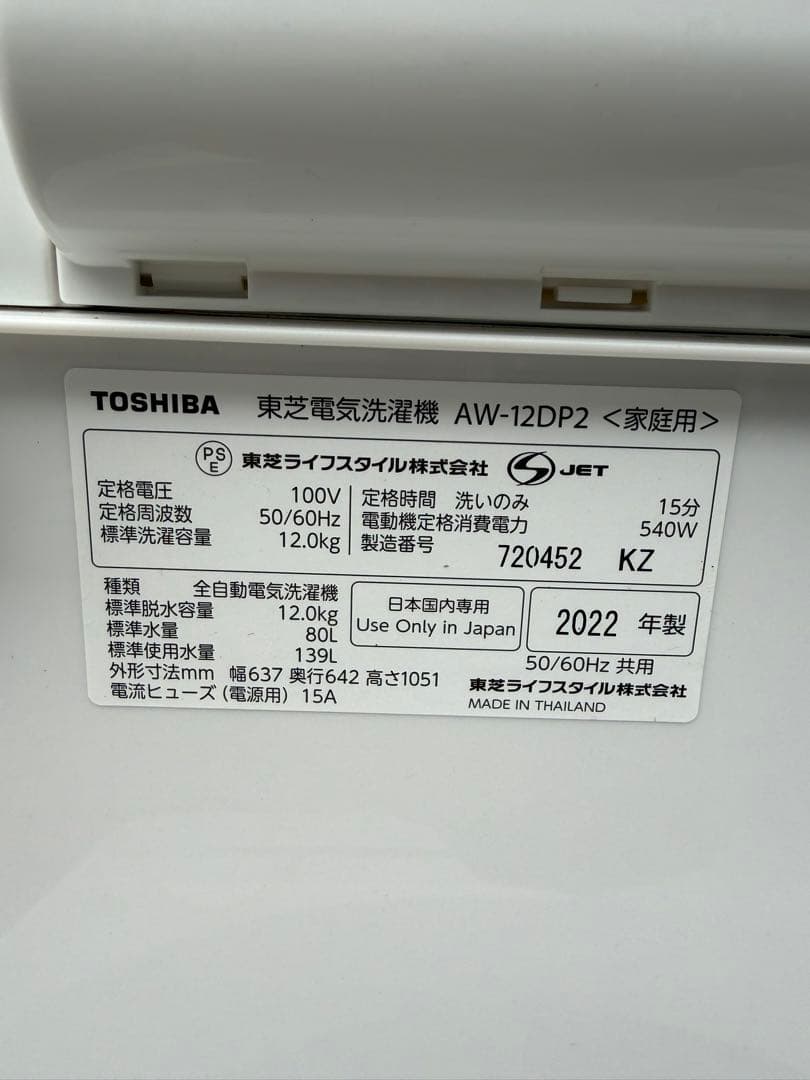 TOSHIBA 東芝電気洗濯機 AW-12DP2 <家庭用>
PS E 東芝ライフスタイル株式会社 S JET
定格電圧 100V
定格周波数 50/60Hz
標準洗濯容量 12.0kg
定格時間 洗いのみ 15分
電動機定格消費電力 540W
製造番号 720452 KZ
種類 全自動電気洗濯機
標準脱水容量 12.0kg
標準水量 80L
標準使用水量 139L
外形寸法mm 幅637 奥行642 高さ1051
電流ヒューズ(電源用) 15A
日本国内専用
Use Only in Japan
2022 年製
50/60Hz 共用
東芝ライフスタイル株式会社
MADE IN THAILAND